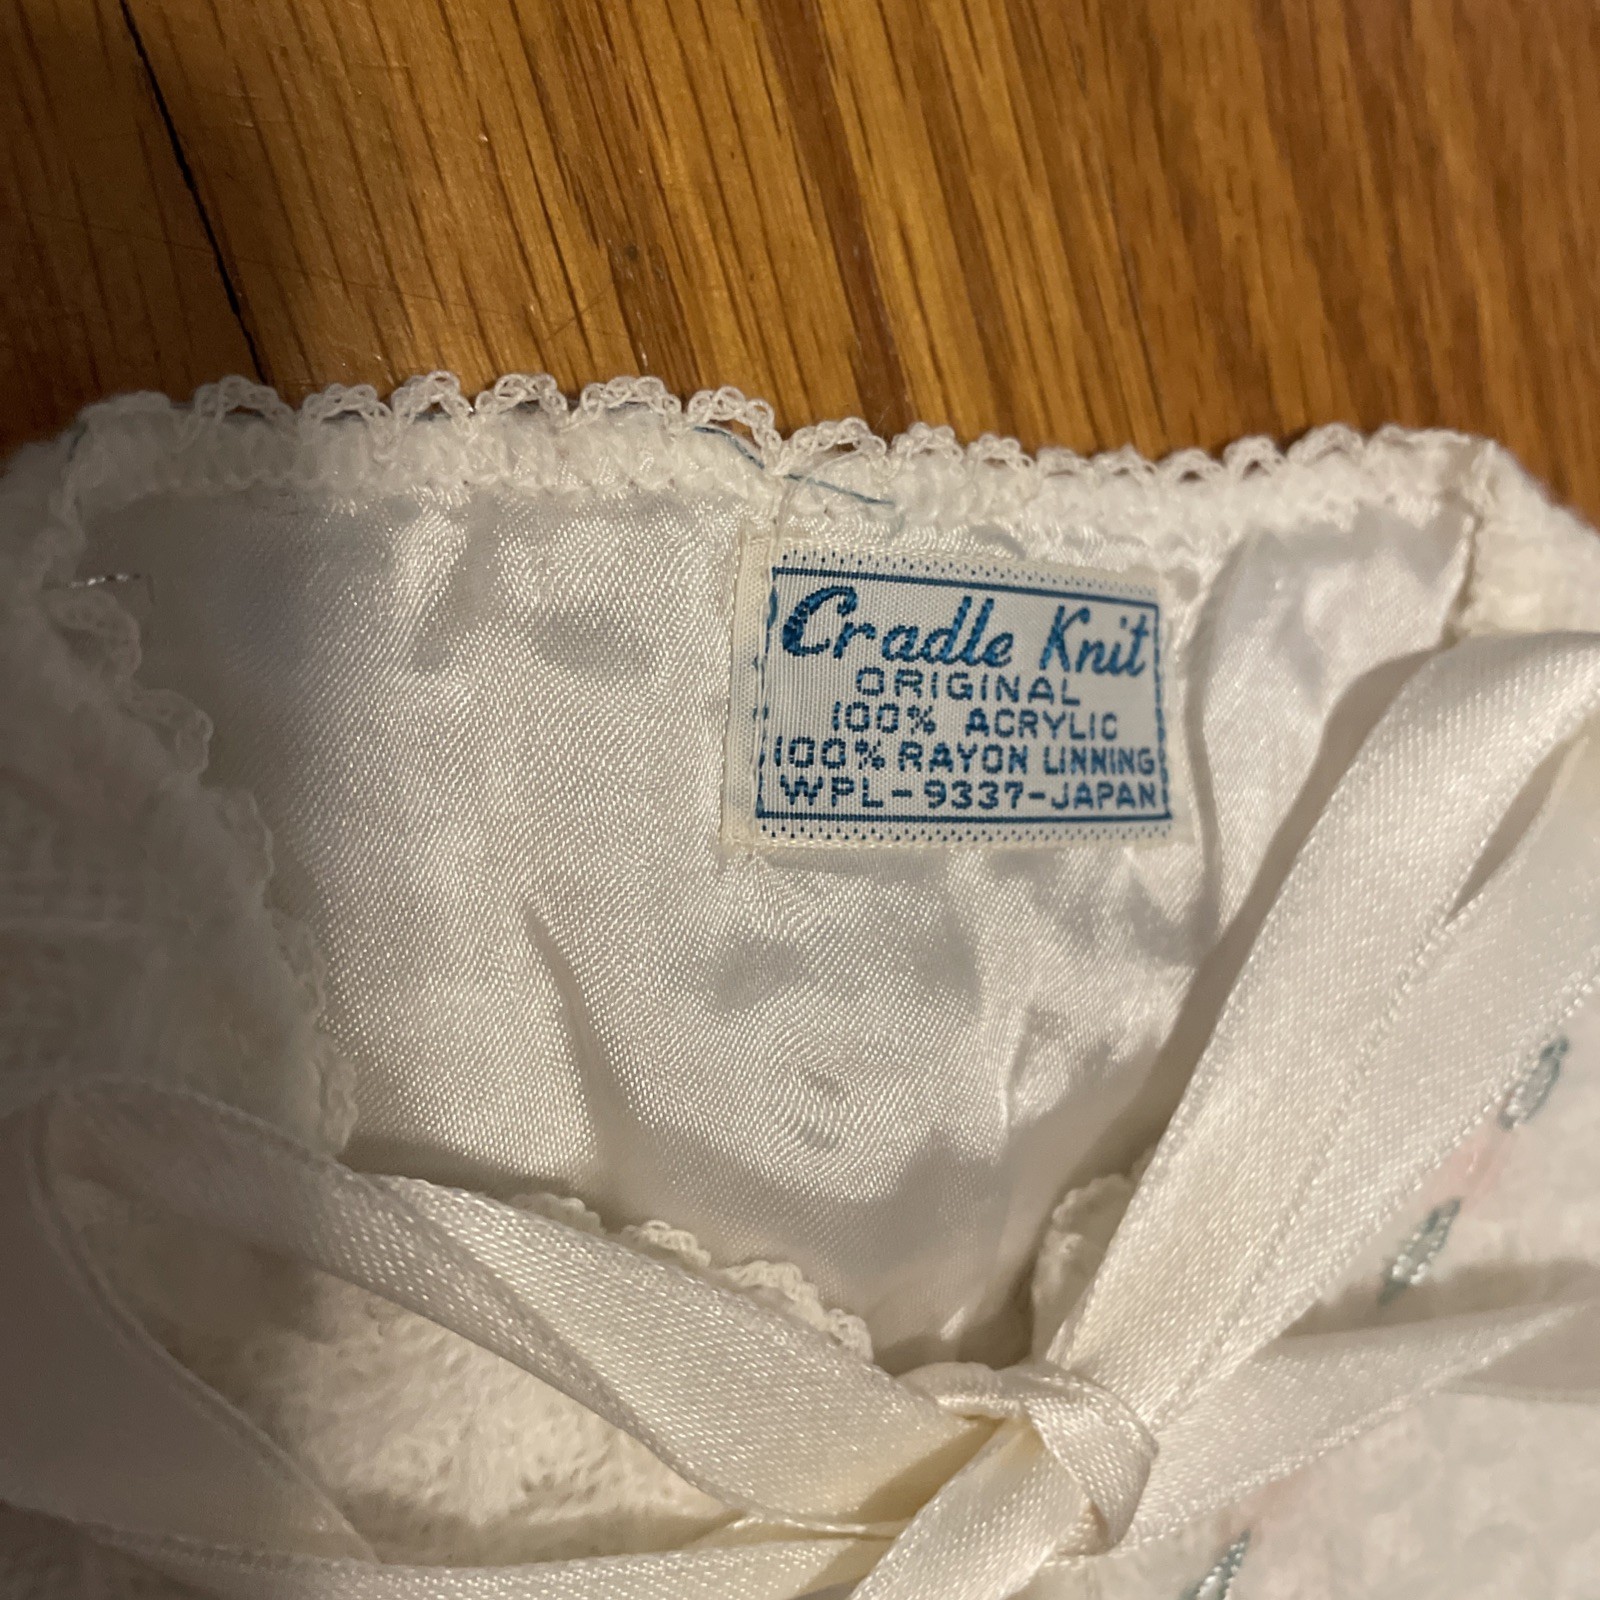 Cradle Knit
ORIGINAL
100% ACRYLIC
100% RAYON LINNING
WPL-9337-JAPAN